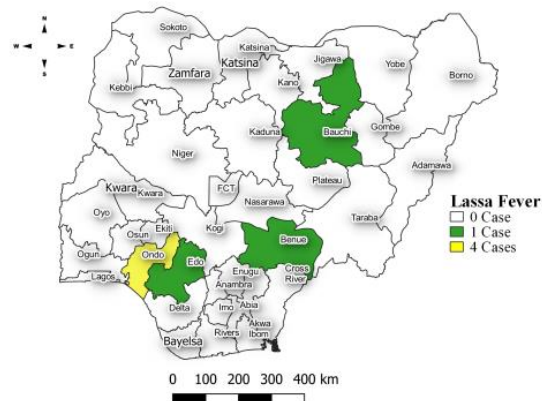 N
W E
S
Sokoto
Katsina
Katsina
Zamfara
Jigawa
Yobe
Borno
Kebbi
Kano
Kaduna
Bauchi
Gombe
Niger
Adamawa
Plateau
Kwara
Kwara
FCT
Nasarawa
Oyo
Taraba
Kogi
Osun
Ekiti
Benue
Ogun
Ondo
Edo
Enugu
Cross
River
Lagos
Anambra
Delta
Imo
Abia
Akwa
Ibom
Rivers
Bayelsa
Lassa Fever
0 Case
1 Case
4 Cases
0 100 200 300 400 km